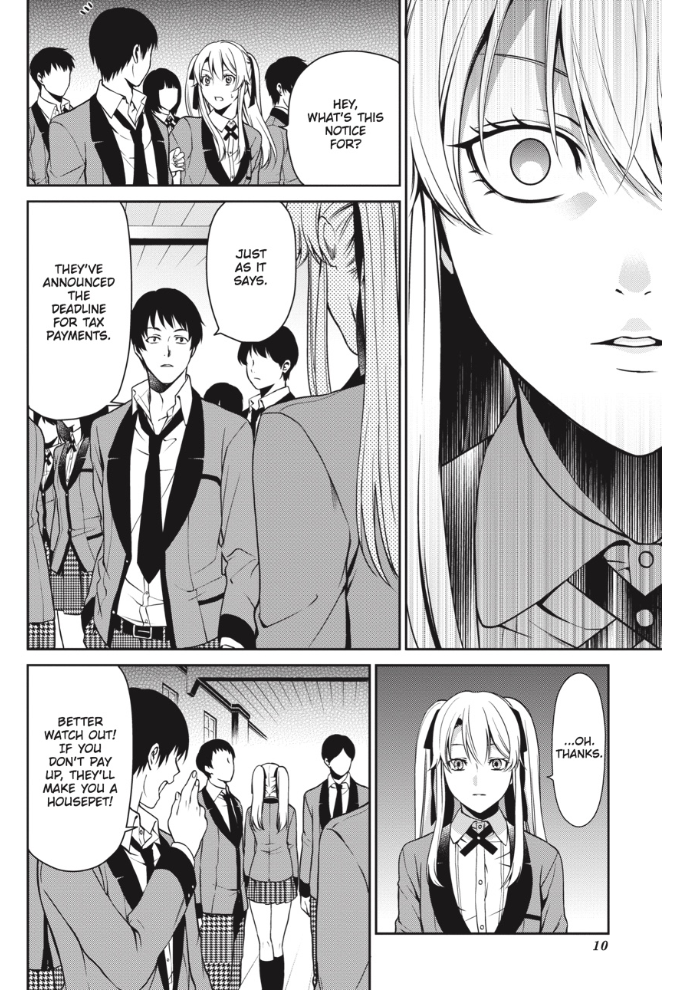 HEY,
WHAT'S THIS
NOTICE
FOR?
JUST
AS IT
SAYS.
THEY'VE
ANNOUNCED
THE
DEADLINE
FOR TAX
PAYMENTS.
...OH.
THANKS.
BETTER
WATCH OUT!
IF YOU
DON'T PAY
UP, THEY'LL
MAKE YOU A
HOUSEPET!
10